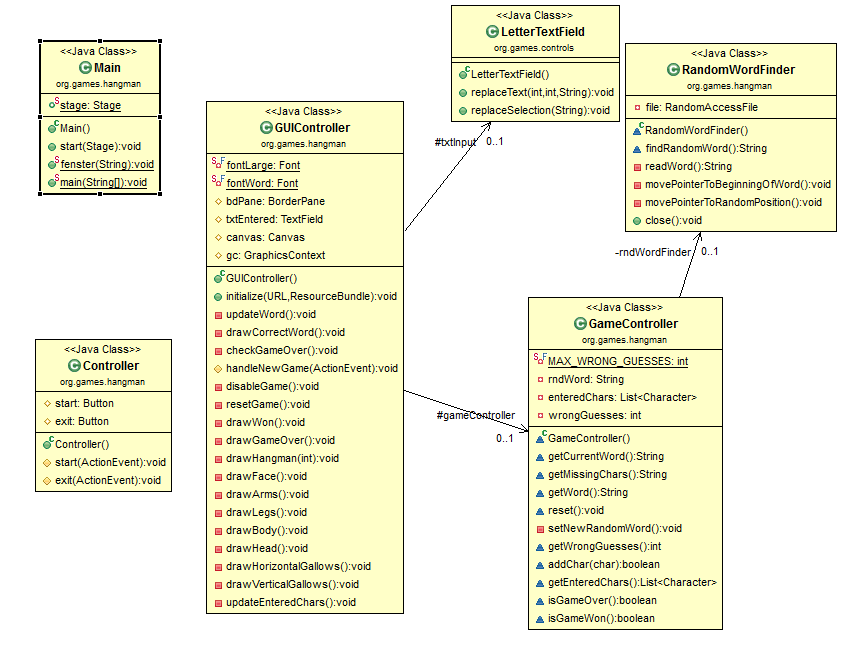 <<Java Class>>
Main
org.games.hangman
stage: Stage
Main()
start(Stage):void
fenster(String):void
main(String[]):void
<<Java Class>>
Controller
org.games.hangman
start: Button
exit: Button
Controller()
start(ActionEvent):void
exit(ActionEvent):void
<<Java Class>>
GUIController
org.games.hangman
fontLarge: Font
fontWord: Font
bdPane: BorderPane
txtEntered: TextField
canvas: Canvas
gc: GraphicsContext
GUIController()
initialize(URL,ResourceBundle):void
updateWord():void
drawCorrectWord():void
checkGameOver():void
handleNewGame(ActionEvent):void
disableGame():void
resetGame():void
drawWon():void
drawGameOver():void
drawHangman(int):void
drawFace():void
drawArms():void
drawLegs():void
drawBody():void
drawHead():void
drawHorizontalGallows():void
drawVerticalGallows():void
updateEnteredChars():void
<<Java Class>>
LetterTextField
org.games.controls
LetterTextField()
replaceText(int,int,String):void
replaceSelection(String):void
#txtInput 0..1
<<Java Class>>
RandomWordFinder
org.games.hangman
file: RandomAccessFile
RandomWordFinder()
findRandomWord():String
readWord():String
movePointerToBeginningOfWord():void
movePointerToRandomPosition():void
close():void
-rndWordFinder 0..1
#gameController
0..1
<<Java Class>>
GameController
org.games.hangman
MAX_WRONG_GUESSES: int
rndWord: String
enteredChars: List<Character>
wrongGuesses: int
GameController()
getCurrentWord():String
getMissingChars():String
getWord():String
reset():void
setNewRandomWord():void
getWrongGuesses():int
addChar(char):boolean
getEnteredChars():List<Character>
isGameOver():boolean
isGameWon():boolean